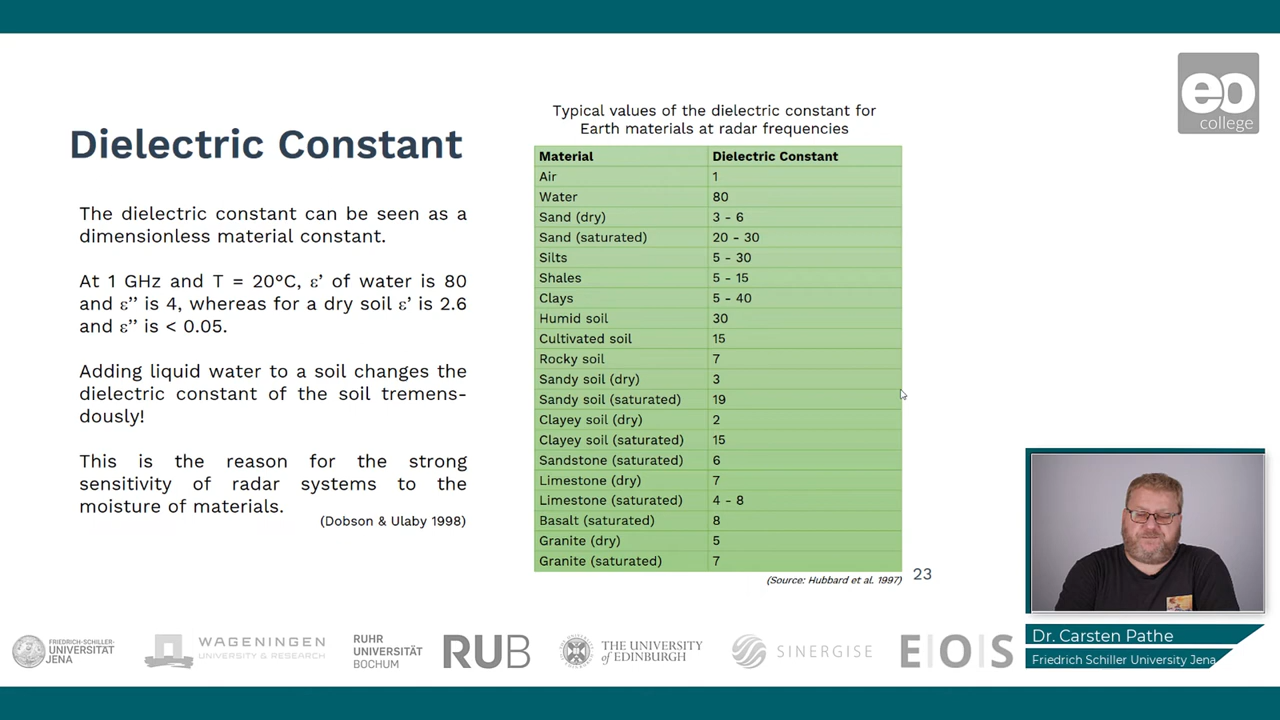 eo
college
Dielectric Constant
The dielectric constant can be seen as a
dimensionless material constant.
At 1 GHz and T = 20°C, ε’ of water is 80
and ε’’ is 4, whereas for a dry soil ε’ is 2.6
and ε’’ is < 0.05.
Adding liquid water to a soil changes the
dielectric constant of the soil tremens-
dously!
This is the reason for the strong
sensitivity of radar systems to the
moisture of materials.
(Dobson & Ulaby 1998)
Typical values of the dielectric constant for
Earth materials at radar frequencies
Material Dielectric Constant
Air 1
Water 80
Sand (dry) 3 - 6
Sand (saturated) 20 - 30
Silts 5 - 30
Shales 5 - 15
Clays 5 - 40
Humid soil 30
Cultivated soil 15
Rocky soil 7
Sandy soil (dry) 3
Sandy soil (saturated) 19
Clayey soil (dry) 2
Clayey soil (saturated) 15
Sandstone (saturated) 6
Limestone (dry) 7
Limestone (saturated) 4 - 8
Basalt (saturated) 8
Granite (dry) 5
Granite (saturated) 7
(Source: Hubbard et al. 1997)
23
Dr. Carsten Pathe
Friedrich Schiller University Jena
FRIEDRICH-SCHILLER-
UNIVERSITÄT
JENA
WAGENINGEN
UNIVERSITY & RESEARCH
RUHR
UNIVERSITÄT
BOCHUM
RUB
THE UNIVERSITY
of EDINBURGH
SINERGISE
E|O|S